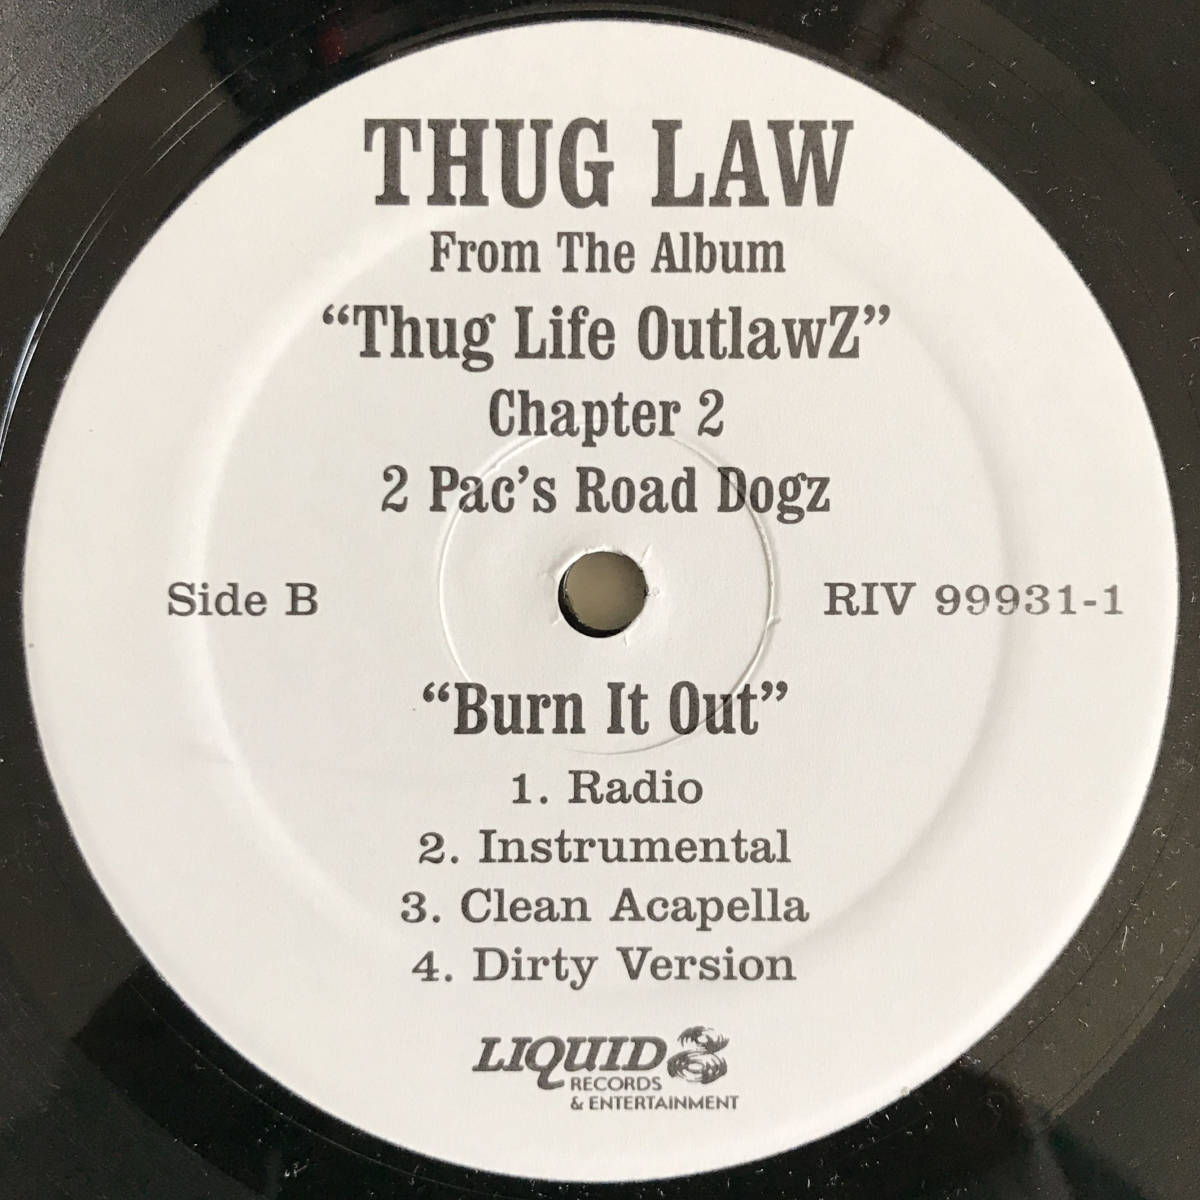 THUG LAW
From The Album
“Thug Life OutlawZ”
Chapter 2
2 Pac’s Road Dogz
Side B
RIV 99931-1
“Burn It Out”
1. Radio
2. Instrumental
3. Clean Acapella
4. Dirty Version
LIQUID 8
RECORDS
& ENTERTAINMENT